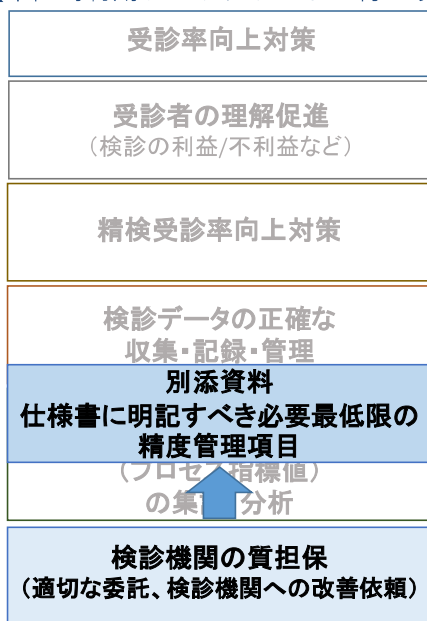 受診率向上対策
受診者の理解促進
（検診の利益/不利益など）
精検受診率向上対策
検診データの正確な
収集・記録・管理
別添資料
仕様書に明記すべき必要最低限の
精度管理項目
（プロセス指標値）
の集 分析
検診機関の質担保
（適切な委託、検診機関への改善依頼）